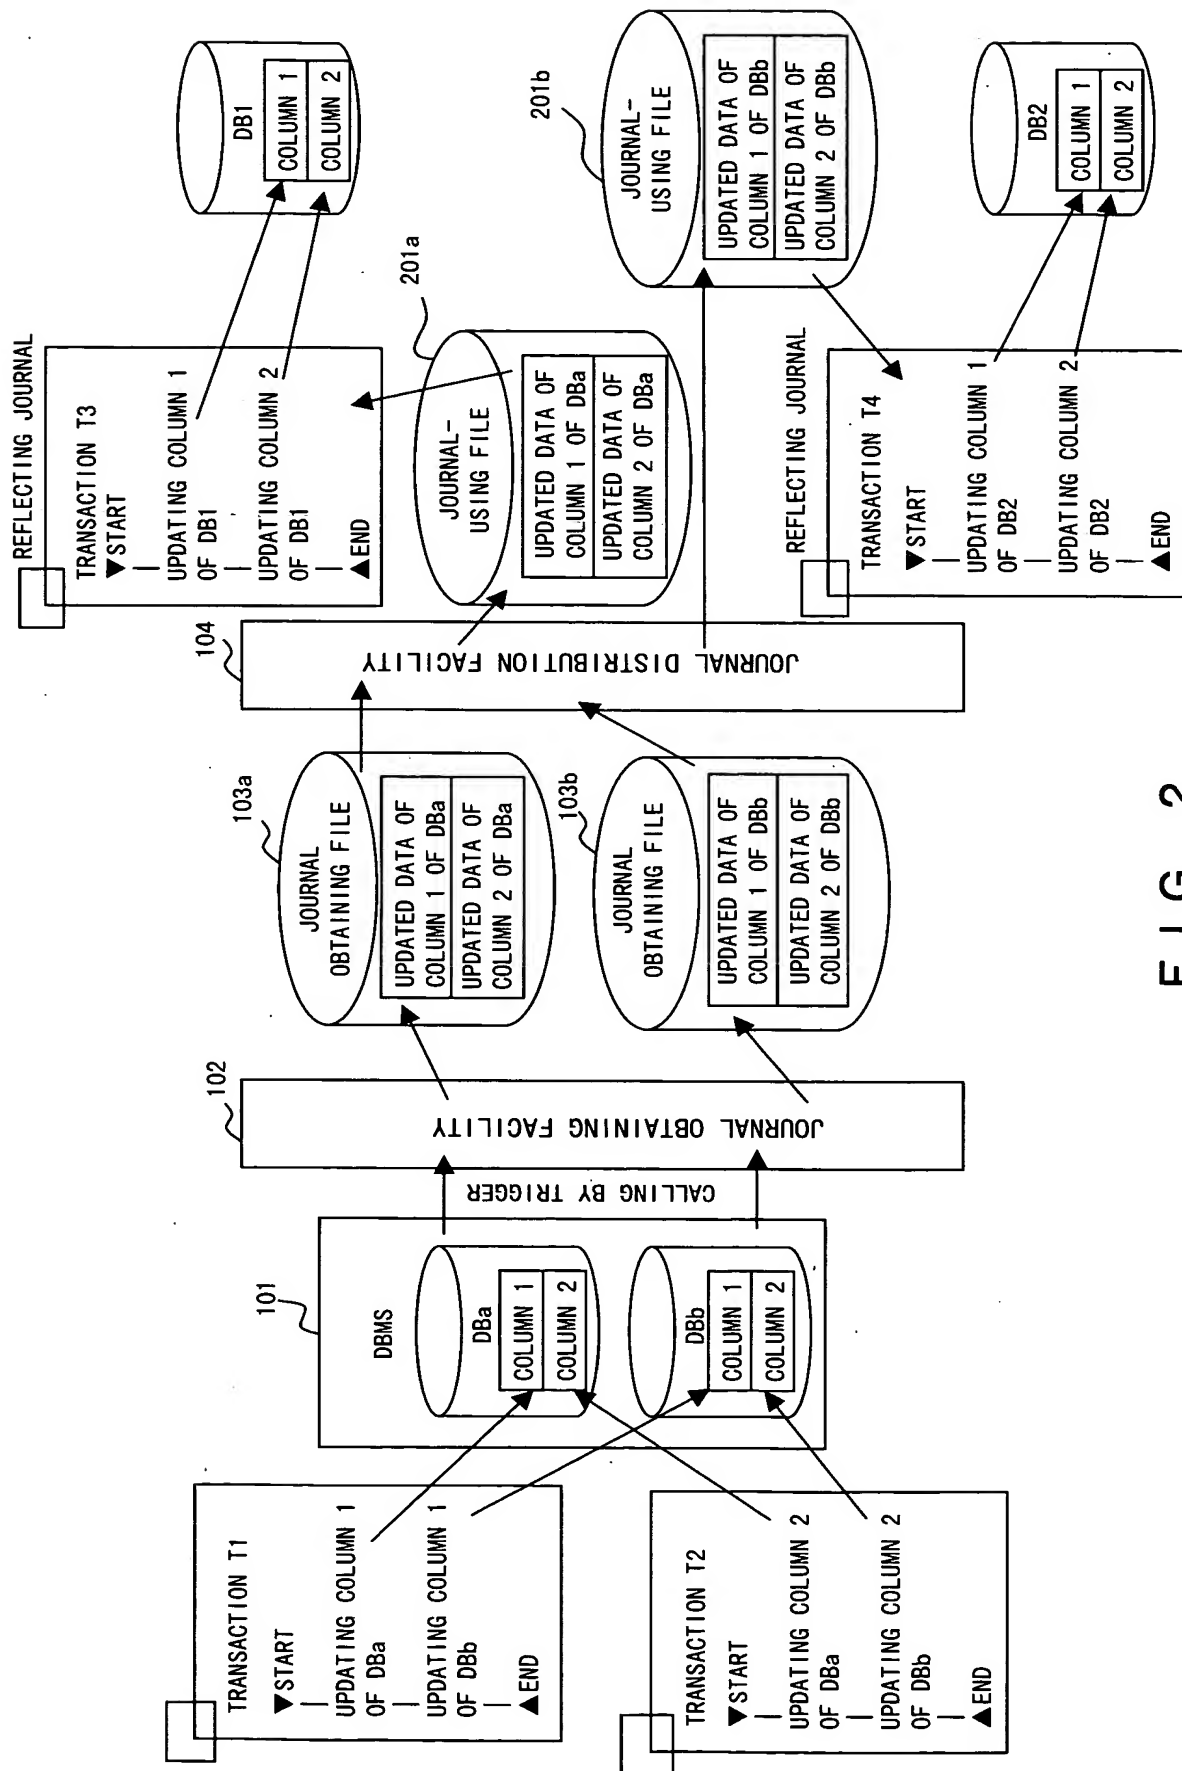 TRANSACTION T1
▼START
UPDATING COLUMN 1
OF DBa
UPDATING COLUMN 1
OF DBb
▲END
TRANSACTION T2
▼START
UPDATING COLUMN 2
OF DBa
UPDATING COLUMN 2
OF DBb
▲END
101
DBMS
DBa
COLUMN 1
COLUMN 2
DBb
COLUMN 1
COLUMN 2
CALLING BY TRIGGER
102
JOURNAL OBTAINING FACILITY
103a
JOURNAL
OBTAINING FILE
UPDATED DATA OF
COLUMN 1 OF DBa
UPDATED DATA OF
COLUMN 2 OF DBa
103b
JOURNAL
OBTAINING FILE
UPDATED DATA OF
COLUMN 1 OF DBb
UPDATED DATA OF
COLUMN 2 OF DBb
104
JOURNAL DISTRIBUTION FACILITY
REFLECTING JOURNAL
TRANSACTION T3
▼START
UPDATING COLUMN 1
OF DB1
UPDATING COLUMN 2
OF DB1
▲END
201a
JOURNAL-
USING FILE
UPDATED DATA OF
COLUMN 1 OF DBa
UPDATED DATA OF
COLUMN 2 OF DBa
DB1
COLUMN 1
COLUMN 2
201b
JOURNAL-
USING FILE
UPDATED DATA OF
COLUMN 1 OF DBb
UPDATED DATA OF
COLUMN 2 OF DBb
REFLECTING JOURNAL
TRANSACTION T4
▼START
UPDATING COLUMN 1
OF DB2
UPDATING COLUMN 2
OF DB2
▲END
DB2
COLUMN 1
COLUMN 2
FIG. 2